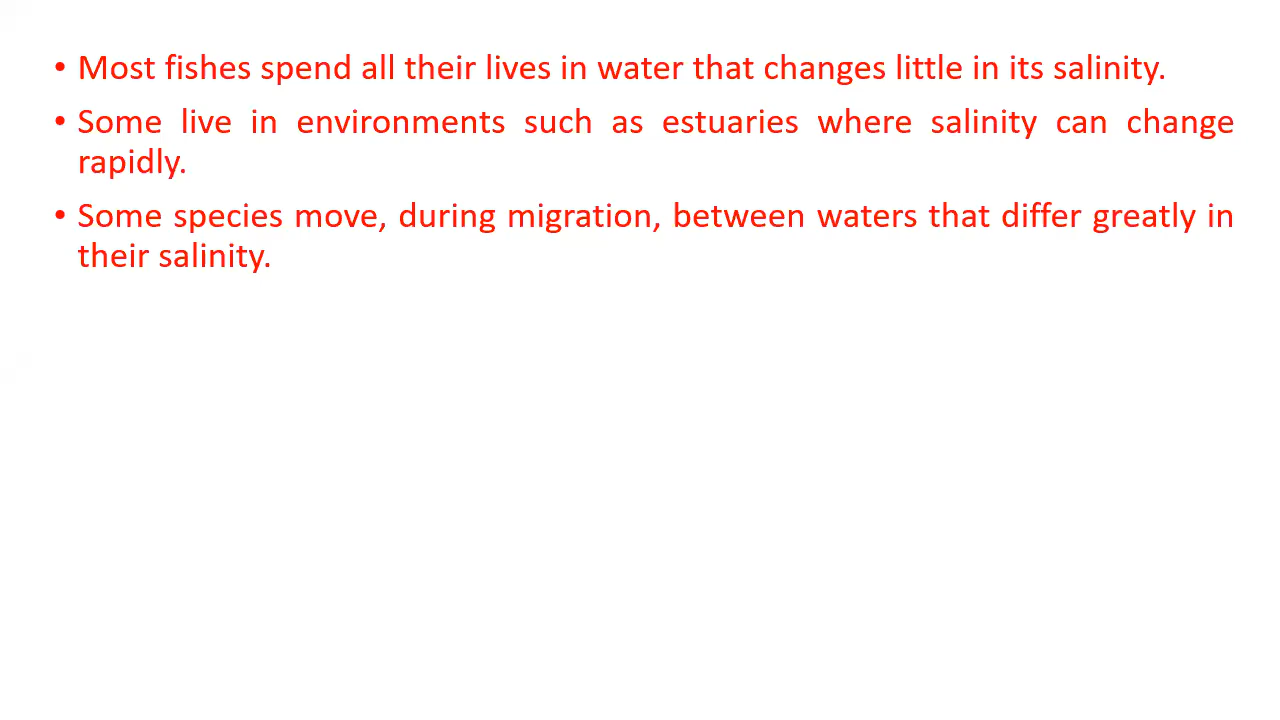 • Most fishes spend all their lives in water that changes little in its salinity.
• Some live in environments such as estuaries where salinity can change
rapidly.
• Some species move, during migration, between waters that differ greatly in
their salinity.